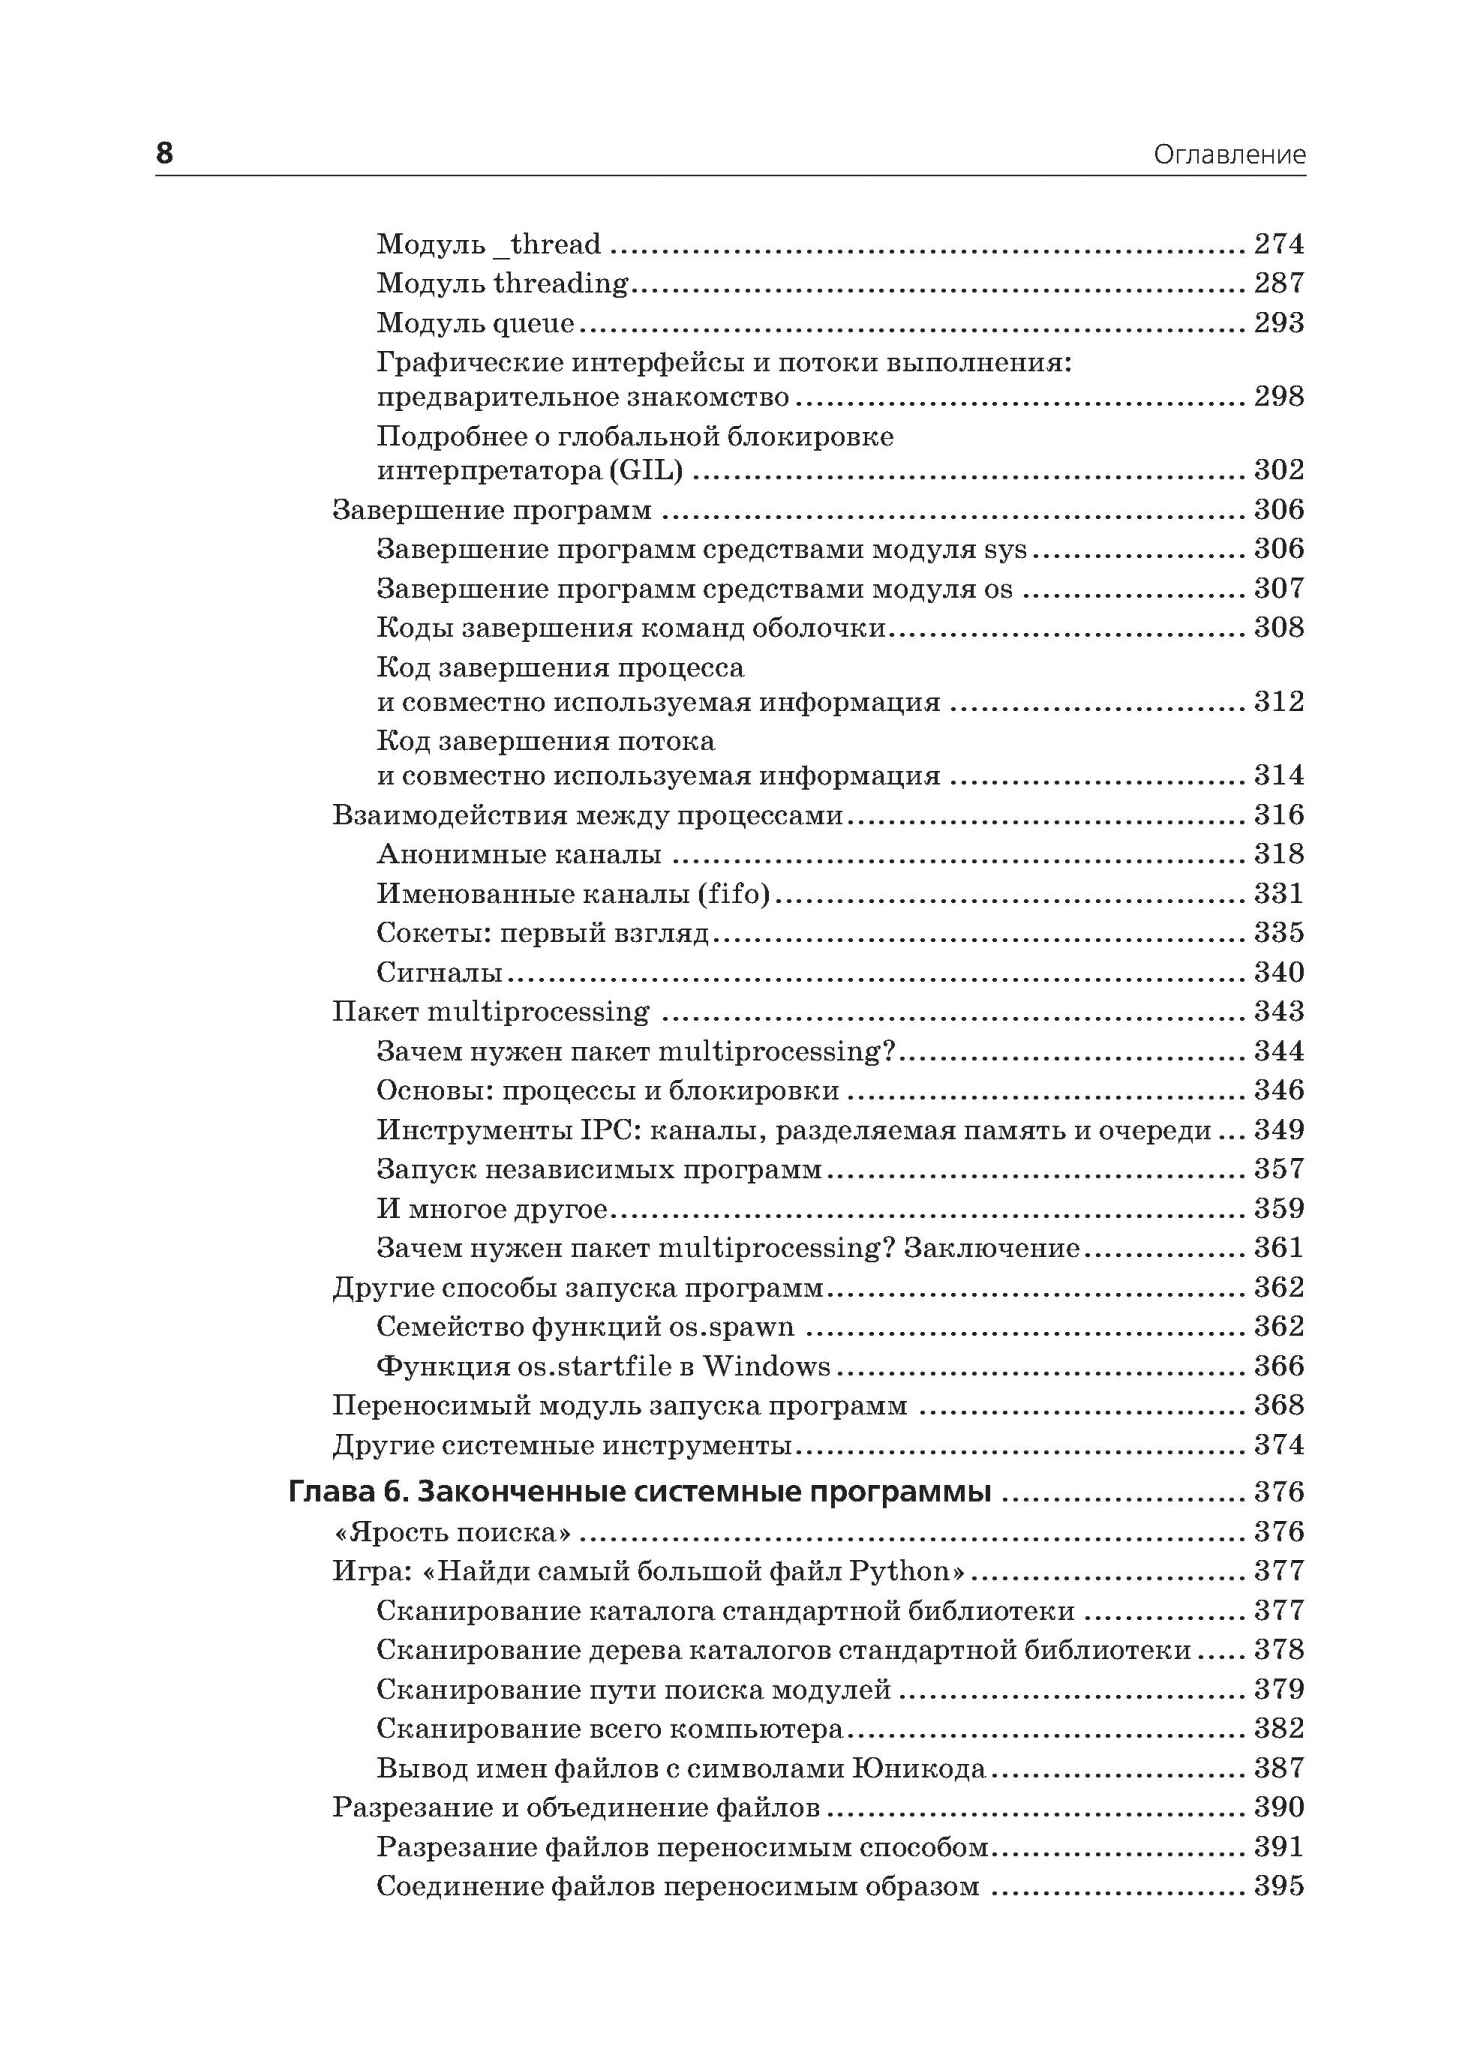 8 Оглавление
Модуль _thread ........ 274
Модуль threading ........ 287
Модуль queue ........ 293
Графические интерфейсы и потоки выполнения:
предварительное знакомство ........ 298
Подробнее о глобальной блокировке
интерпретатора (GIL) ........ 302
Завершение программ ........ 306
Завершение программ средствами модуля sys ........ 306
Завершение программ средствами модуля os ........ 307
Коды завершения команд оболочки ........ 308
Код завершения процесса
и совместно используемая информация ........ 312
Код завершения потока
и совместно используемая информация ........ 314
Взаимодействия между процессами ........ 316
Анонимные каналы ........ 318
Именованные каналы (fifo) ........ 331
Сокеты: первый взгляд ........ 335
Сигналы ........ 340
Пакет multiprocessing ........ 343
Зачем нужен пакет multiprocessing? ........ 344
Основы: процессы и блокировки ........ 346
Инструменты IPC: каналы, разделяемая память и очереди ... 349
Запуск независимых программ ........ 357
И многое другое ........ 359
Зачем нужен пакет multiprocessing? Заключение ........ 361
Другие способы запуска программ ........ 362
Семейство функций os.spawn ........ 362
Функция os.startfile в Windows ........ 366
Переносимый модуль запуска программ ........ 368
Другие системные инструменты ........ 374
Глава 6. Законченные системные программы ........ 376
«Ярость поиска» ........ 376
Игра: «Найди самый большой файл Python» ........ 377
Сканирование каталога стандартной библиотеки ........ 377
Сканирование дерева каталогов стандартной библиотеки ..... 378
Сканирование пути поиска модулей ........ 379
Сканирование всего компьютера ........ 382
Вывод имен файлов с символами Юникода ........ 387
Разрезание и объединение файлов ........ 390
Разрезание файлов переносимым способом ........ 391
Соединение файлов переносимым образом ........ 395